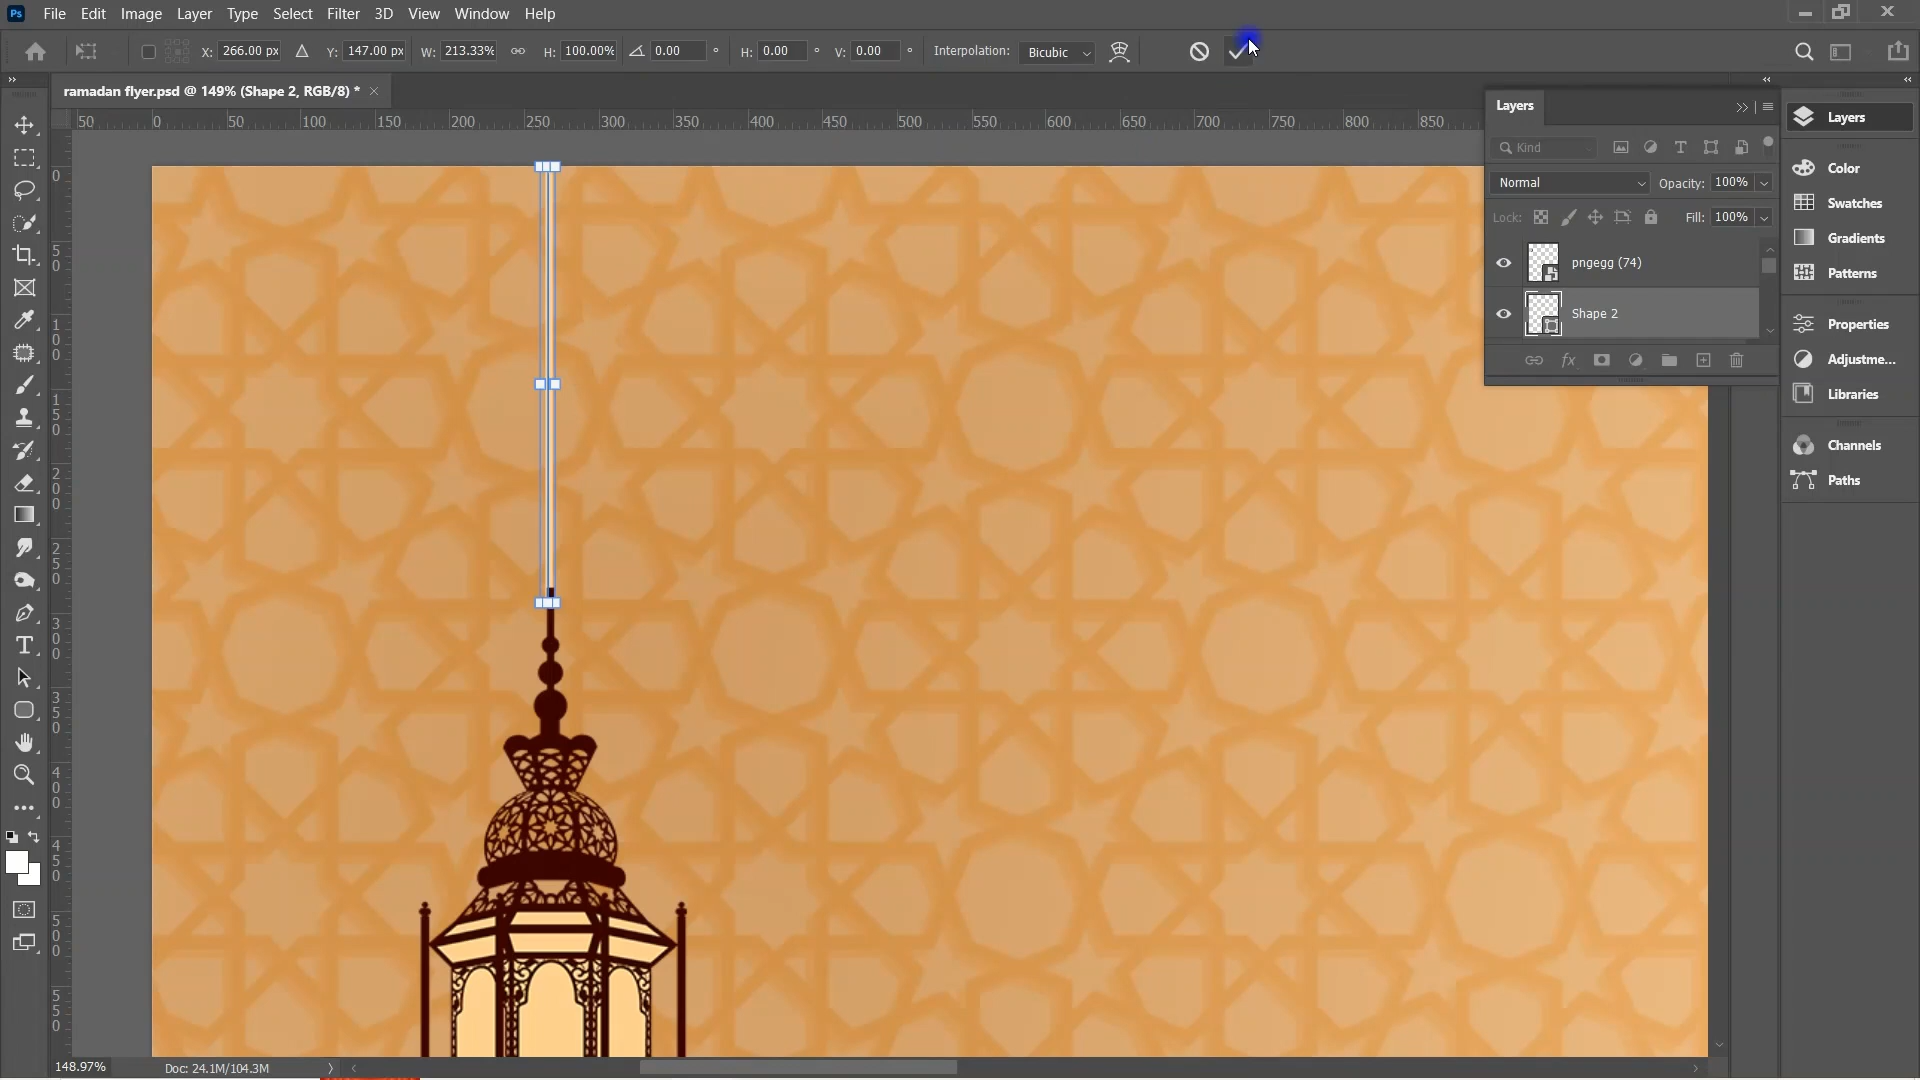 Ps File Edit Image Layer Type Select Filter 3D View Window Help
X: 266.00 px Y: 147.00 px W: 213.33% H: 100.00% 0.00 ° H: 0.00 ° V: 0.00 ° Interpolation: Bicubic
ramadan flyer.psd @ 149% (Shape 2, RGB/8) *
50 0 50 100 150 200 250 300 350 400 450 500 550 600 650 700 750 800 850
0
50
100
150
200
250
300
350
400
450
500
550
Layers
Kind
Normal Opacity: 100%
Lock: Fill: 100%
pngegg (74)
Shape 2
fx
Layers
Color
Swatches
Gradients
Patterns
Properties
Adjustme...
Libraries
Channels
Paths
148.97% Doc: 24.1M/104.3M